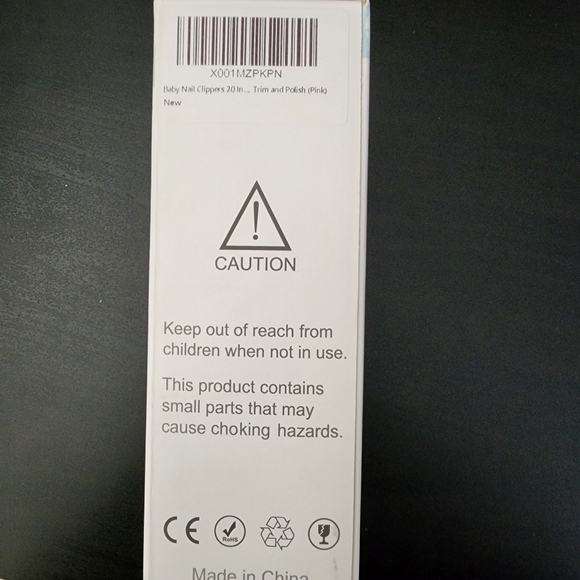 X001MZPKPN
Baby Nail Clippers 20 In... Trim and Polish (Pink)
New
CAUTION
Keep out of reach from
children when not in use.
This product contains
small parts that may
cause choking hazards.
CE RoHS
Made in China